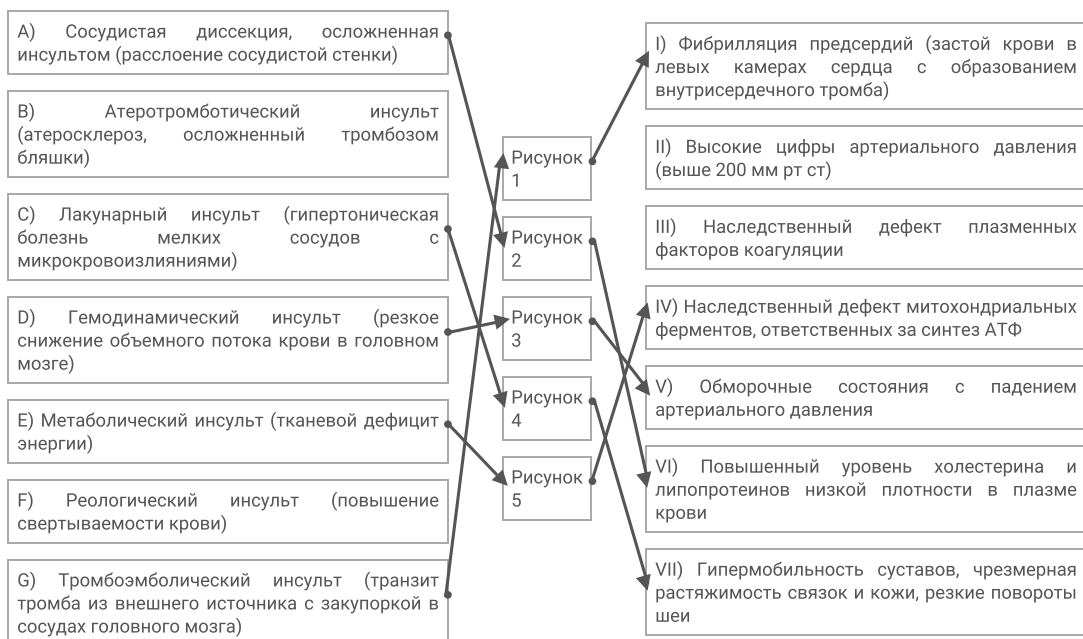 A) Сосудистая диссекция, осложненная
инсультом (расслоение сосудистой стенки)
B) Атеротромботический инсульт
(атеросклероз, осложненный тромбозом
бляшки)
C) Лакунарный инсульт (гипертоническая
болезнь мелких сосудов с
микрокровоизлияниями)
D) Гемодинамический инсульт (резкое
снижение объемного потока крови в головном
мозге)
E) Метаболический инсульт (тканевой дефицит
энергии)
F) Реологический инсульт (повышение
свертываемости крови)
G) Тромбоэмболический инсульт (транзит
тромба из внешнего источника с закупоркой в
сосудах головного мозга)
Рисунок
1
Рисунок
2
Рисунок
3
Рисунок
4
Рисунок
5
I) Фибрилляция предсердий (застой крови в
левых камерах сердца с образованием
внутрисердечного тромба)
II) Высокие цифры артериального давления
(выше 200 мм рт ст)
III) Наследственный дефект плазменных
факторов коагуляции
IV) Наследственный дефект митохондриальных
ферментов, ответственных за синтез АТФ
V) Обморочные состояния с падением
артериального давления
VI) Повышенный уровень холестерина и
липопротеинов низкой плотности в плазме
крови
VII) Гипермобильность суставов, чрезмерная
растяжимость связок и кожи, резкие повороты
шеи